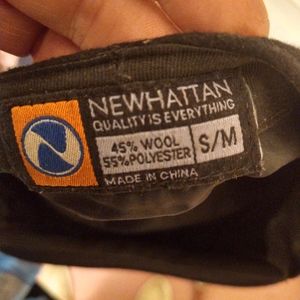 NEWHATTAN
QUALITY IS EVERYTHING
45% WOOL
55% POLYESTER
S/M
MADE IN CHINA